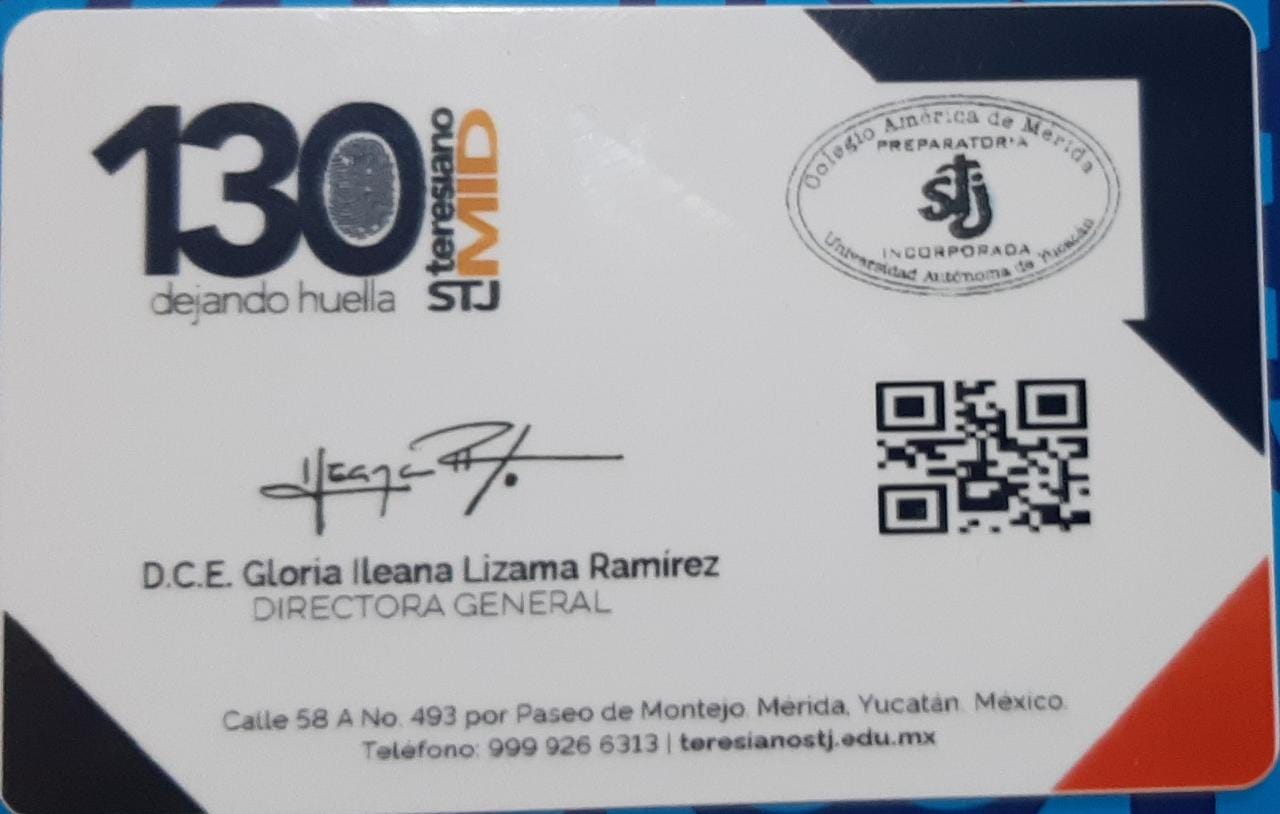 130
dejando huella
teresiano
MID
STJ
Colegio América de Mérida
PREPARATORIA
stj
INCORPORADA
Universidad Autónoma de Yucatán
D.C.E. Gloria Ileana Lizama Ramírez
DIRECTORA GENERAL
Calle 58 A No. 493 por Paseo de Montejo. Mérida, Yucatán. México.
Teléfono: 999 926 6313 | teresianostj.edu.mx